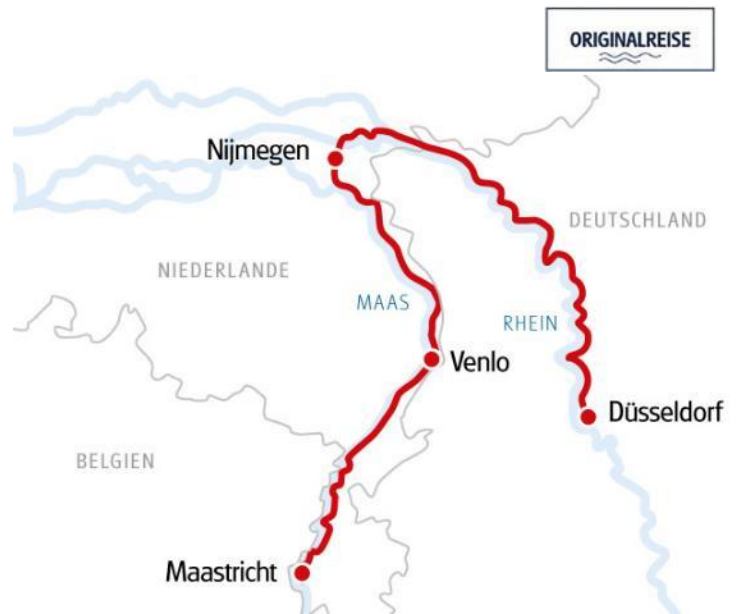 ORIGINALREISE
Nijmegen
DEUTSCHLAND
NIEDERLANDE
MAAS
RHEIN
Venlo
Düsseldorf
BELGIEN
Maastricht